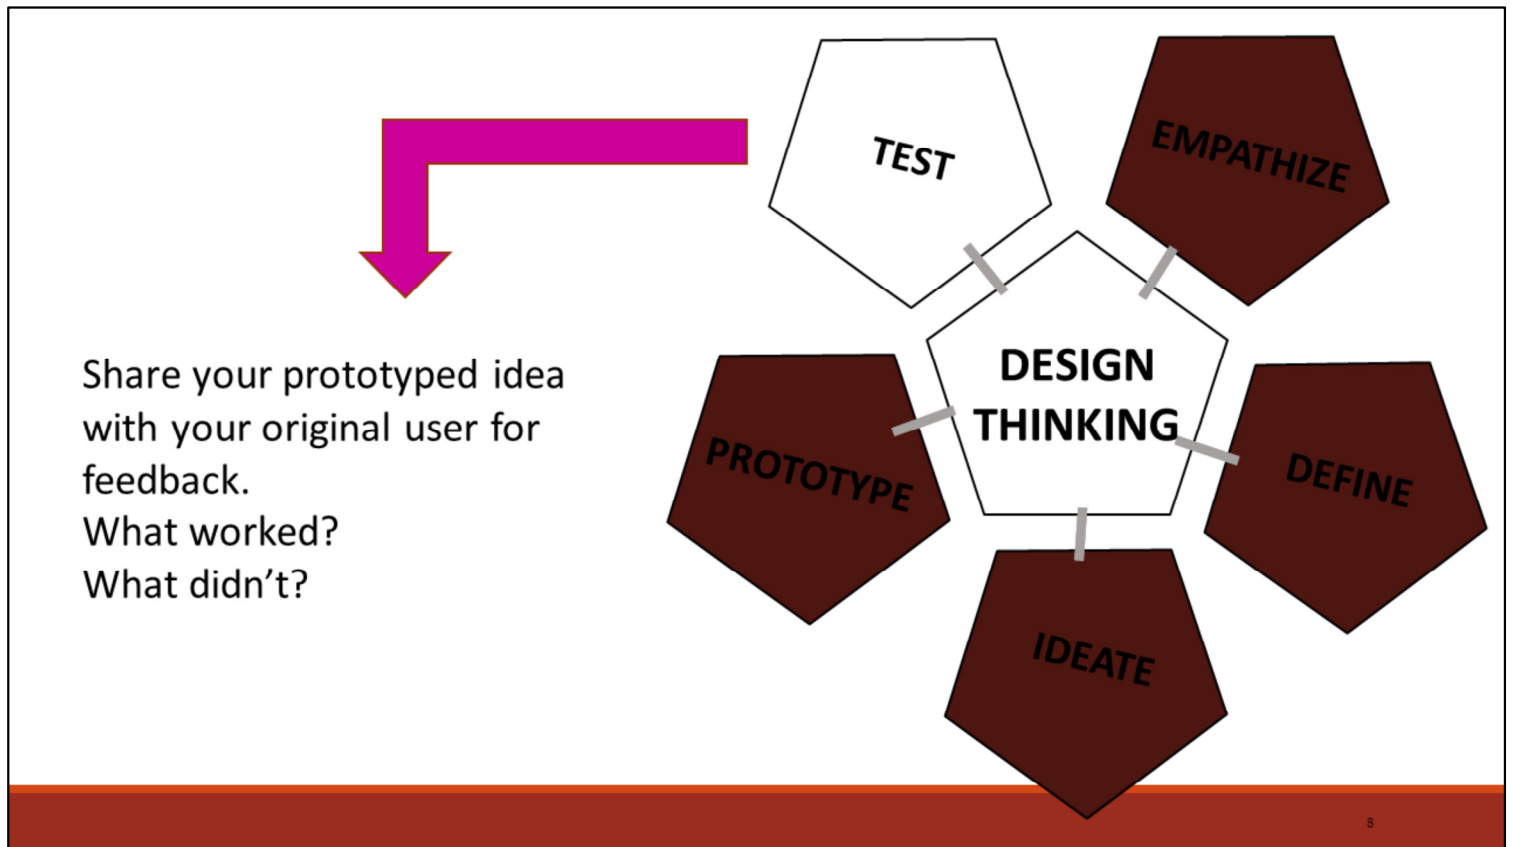 TEST
EMPATHIZE
Share your prototyped idea
with your original user for
feedback.
What worked?
What didn’t?
DESIGN
THINKING
PROTOTYPE
DEFINE
IDEATE
8